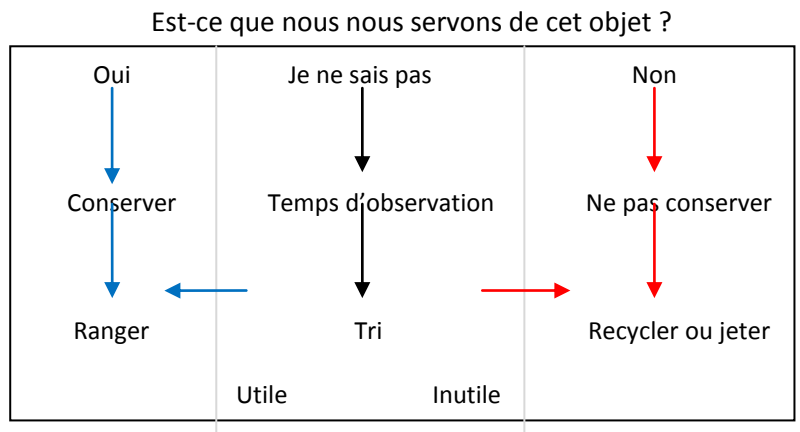 Est-ce que nous nous servons de cet objet ?
Oui Je ne sais pas Non
Conserver Temps d’observation Ne pas conserver
Ranger Tri Recycler ou jeter
Utile Inutile